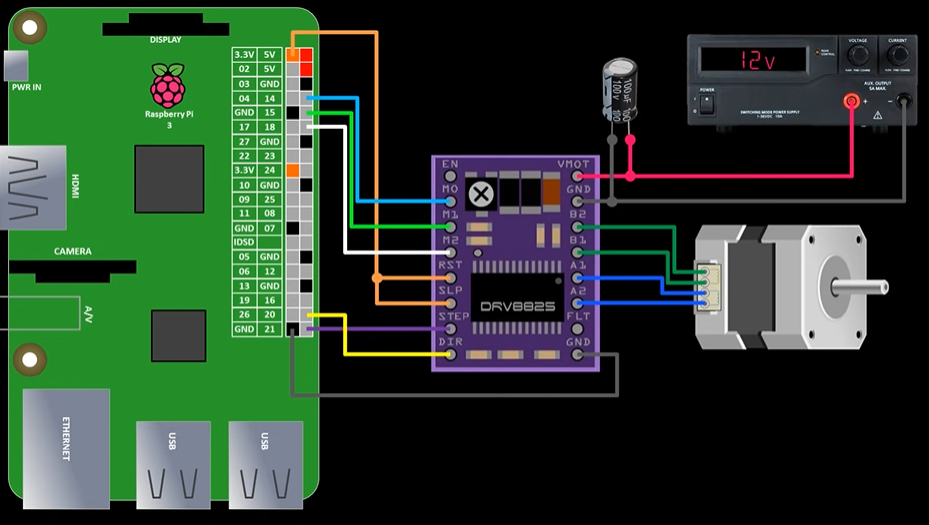 DISPLAY
PWR IN
Raspberry Pi
3
HDMI
CAMERA
A/V
ETHERNET
USB
USB
3.3V 5V
02 5V
03 GND
04 14
GND 15
17 18
27 GND
22 23
3.3V 24
10 GND
09 25
11 08
GND 07
IDSD
05 GND
06 12
13 GND
19 16
26 20
GND 21
EN VMOT
M0 GND
M1 B2
M2 B1
RST A1
SLP A2
STEP FLT
DIR GND
DRV8825
100µF
100v
100
100
12v
VOLTAGE
CURRENT
POWER
AUX. OUTPUT
5A MAX.
+
-
SWITCHING MODE POWER SUPPLY